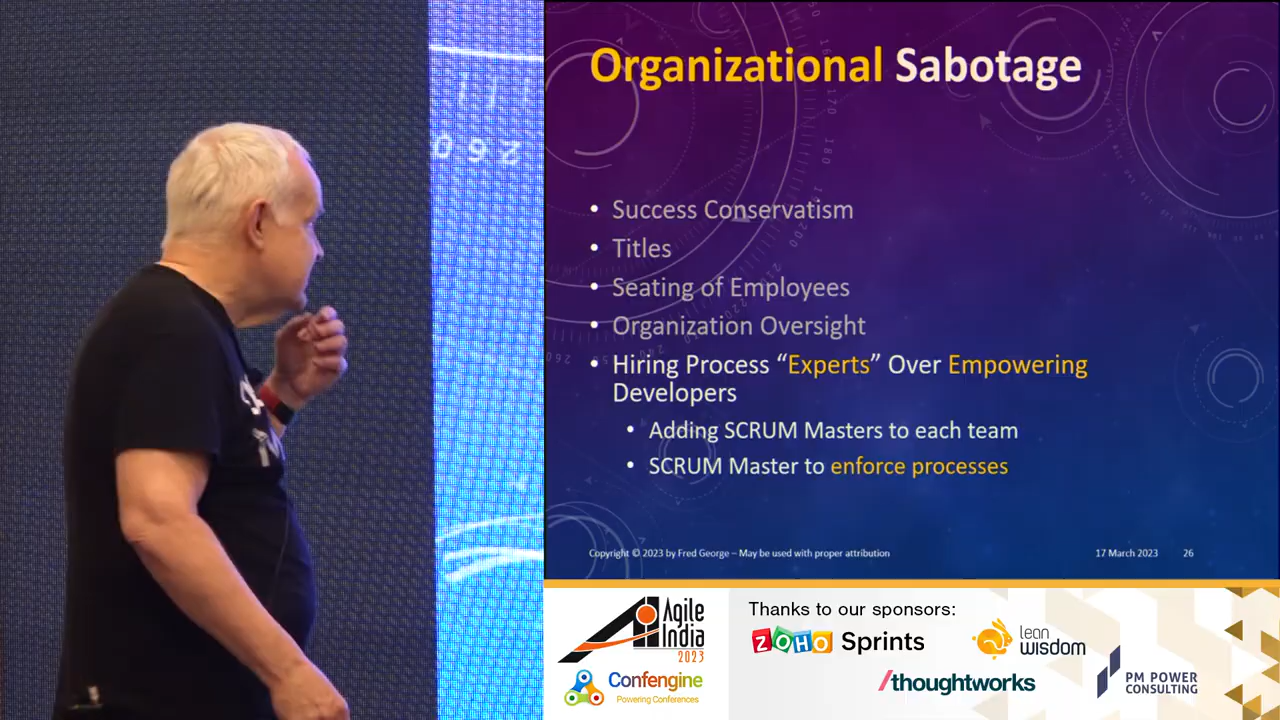 Organizational Sabotage
• Success Conservatism
• Titles
• Seating of Employees
• Organization Oversight
• Hiring Process “Experts” Over Empowering
Developers
• Adding SCRUM Masters to each team
• SCRUM Master to enforce processes
Copyright © 2023 by Fred George – May be used with proper attribution
17 March 2023
26
Agile
India
2023
Confengine
Powering Conferences
Thanks to our sponsors:
ZOHO Sprints
lean
wisdom
/thoughtworks
PM POWER
CONSULTING